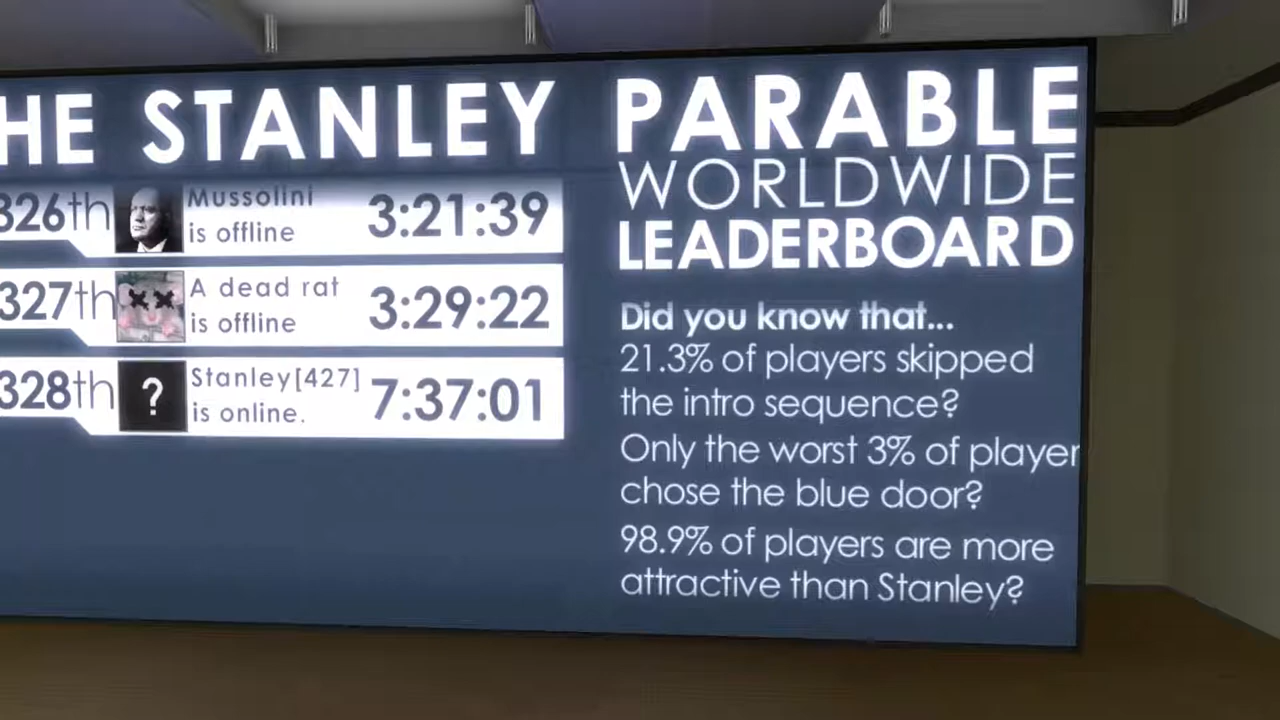 HE STANLEY PARABLE
WORLDWIDE
LEADERBOARD
326th Mussolini is offline 3:21:39
327th A dead rat is offline 3:29:22
328th ? Stanley[427] is online. 7:37:01
Did you know that...
21.3% of players skipped
the intro sequence?
Only the worst 3% of player
chose the blue door?
98.9% of players are more
attractive than Stanley?